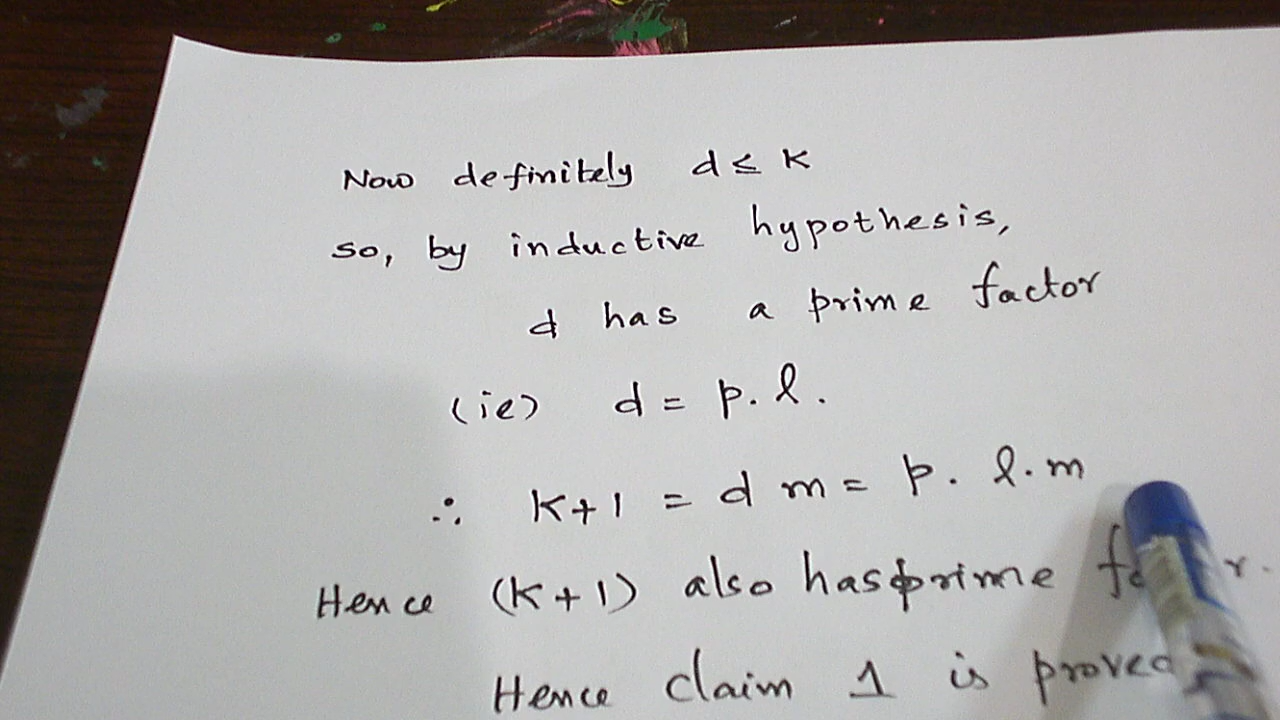 Now definitely d ≤ K
so, by inductive hypothesis,
d has a prime factor
(ie) d = p. l.
∴ K+1 = d m = p. l. m
Hence (K+1) also has prime
Hence claim 1 is proved